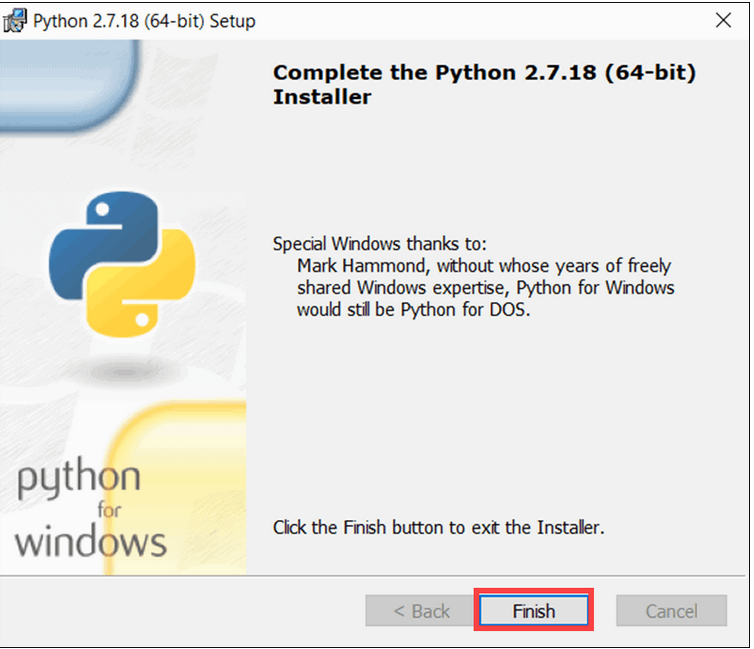 Python 2.7.18 (64-bit) Setup
Complete the Python 2.7.18 (64-bit)
Installer
Special Windows thanks to:
Mark Hammond, without whose years of freely
shared Windows expertise, Python for Windows
would still be Python for DOS.
python
for
windows
Click the Finish button to exit the Installer.
< Back
Finish
Cancel